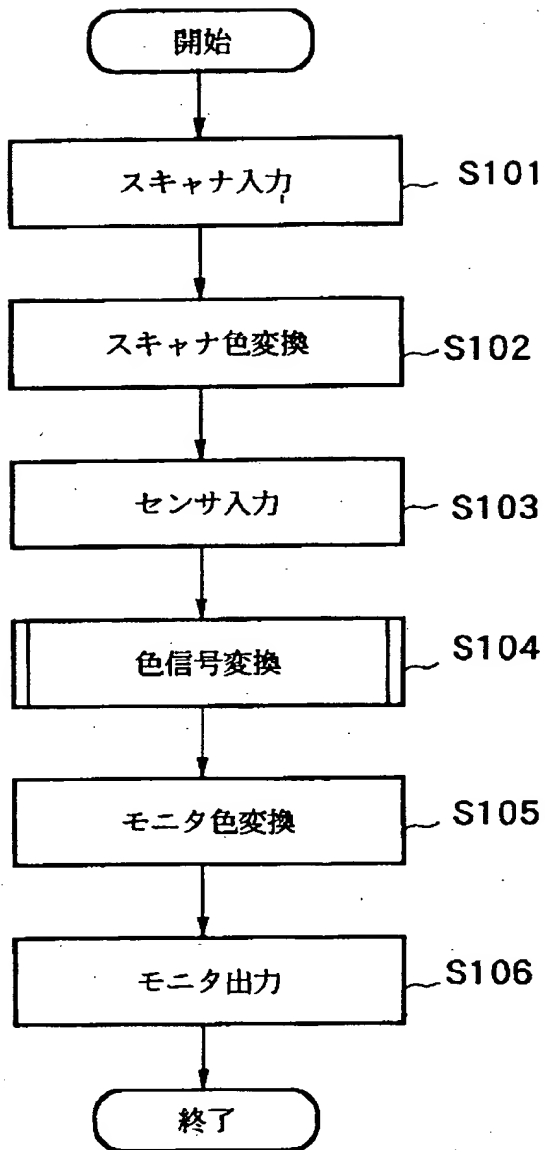 開始
スキャナ入力
S101
スキャナ色変換
S102
センサ入力
S103
色信号変換
S104
モニタ色変換
S105
モニタ出力
S106
終了